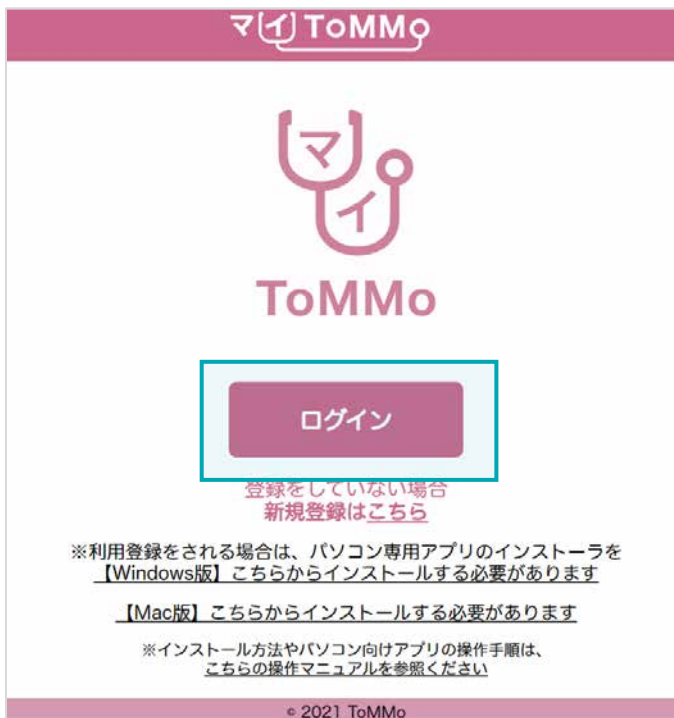 マイ ToMMo
マ
イ
ToMMo
ログイン
登録をしていない場合
新規登録はこちら
※利用登録をされる場合は、パソコン専用アプリのインストーラを
【Windows版】こちらからインストールする必要があります
【Mac版】こちらからインストールする必要があります
※インストール方法やパソコン向けアプリの操作手順は、
こちらの操作マニュアルを参照ください
© 2021 ToMMo